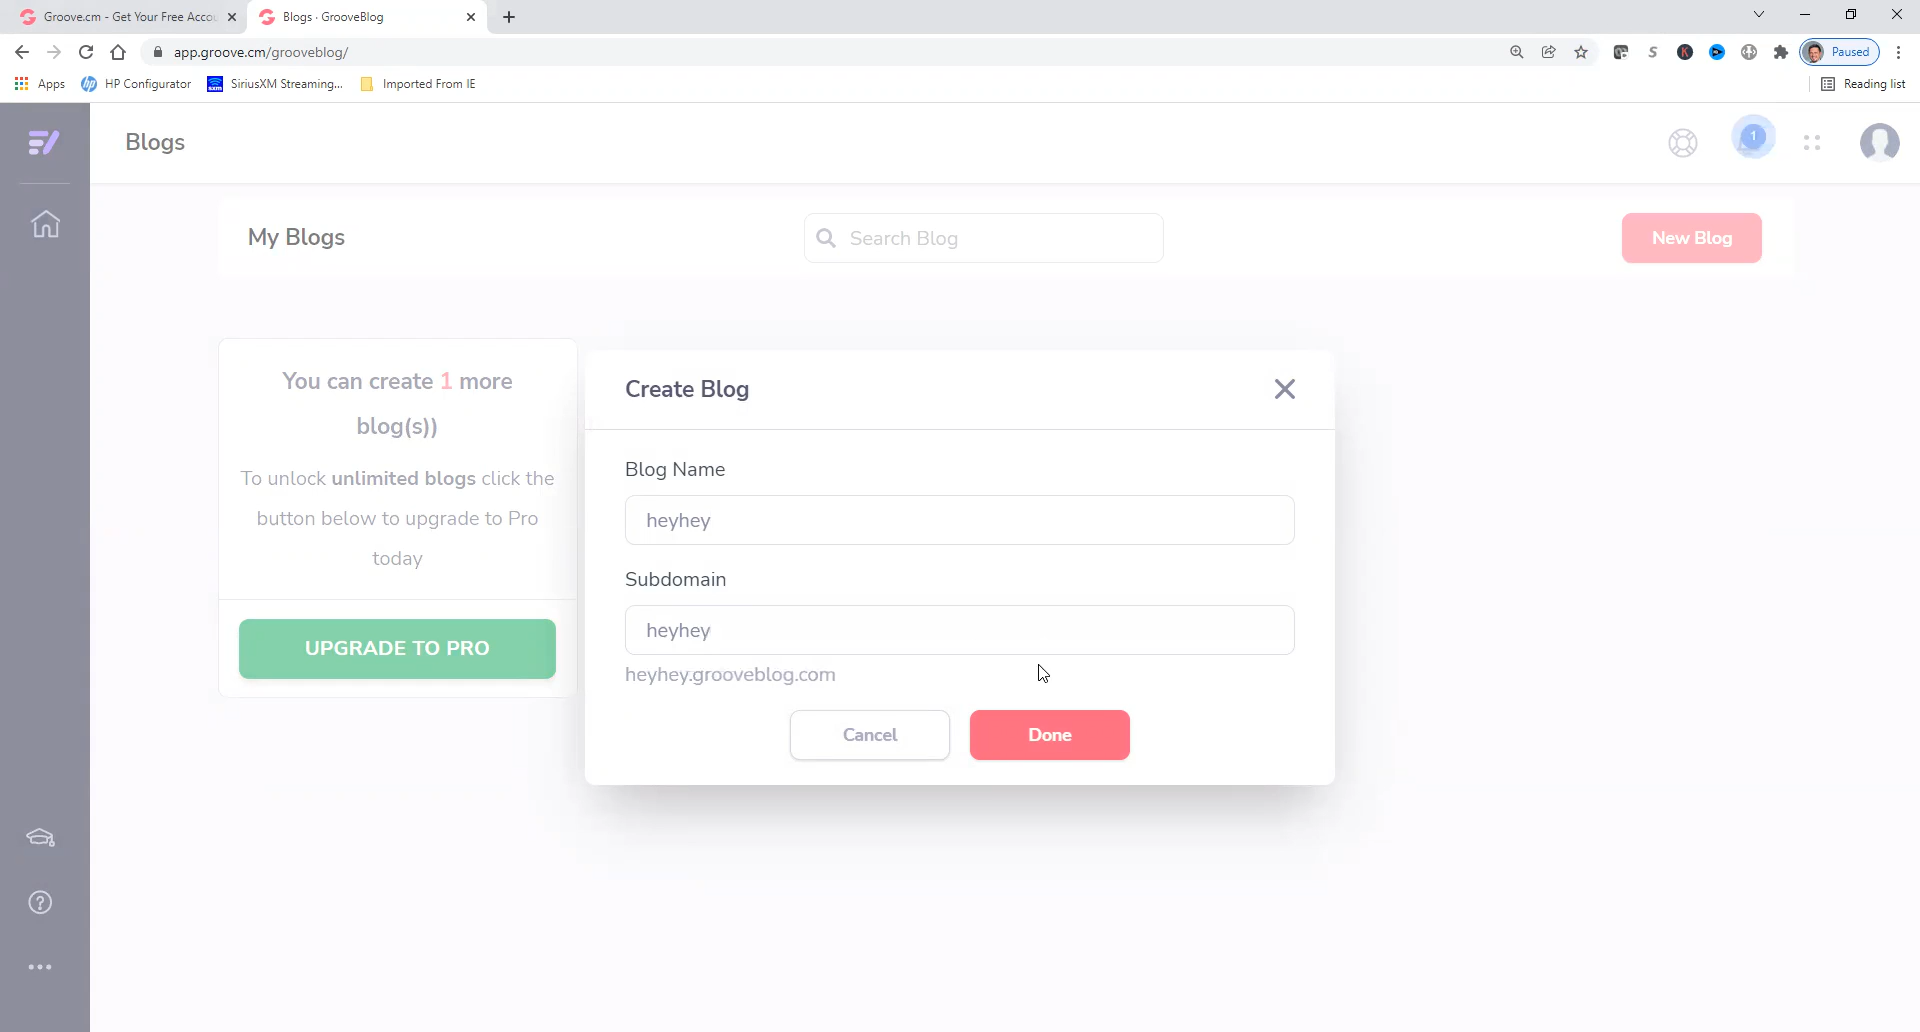 Groove.cm - Get Your Free Accou
Blogs · GrooveBlog
app.groove.cm/grooveblog/
Paused
Apps
HP Configurator
SiriusXM Streaming...
Imported From IE
Reading list
Blogs
1
My Blogs
Search Blog
New Blog
You can create 1 more
blog(s))
To unlock unlimited blogs click the
button below to upgrade to Pro
today
UPGRADE TO PRO
Create Blog
Blog Name
heyhey
Subdomain
heyhey
heyhey.grooveblog.com
Cancel
Done